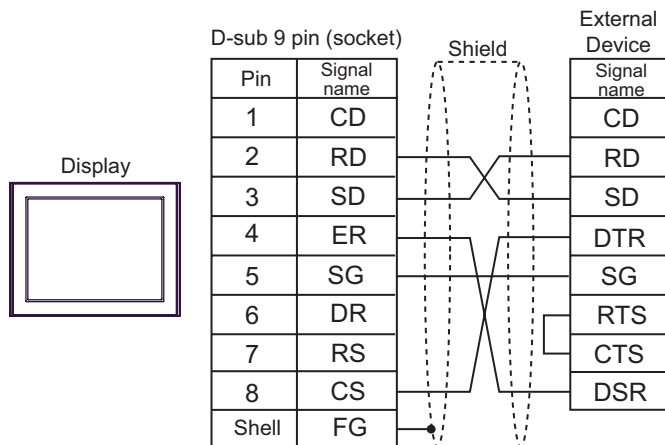 External
Device
D-sub 9 pin (socket)
Shield
Pin
Signal
name
Signal
name
1
CD
CD
2
RD
RD
Display
3
SD
SD
4
ER
DTR
5
SG
SG
6
DR
RTS
7
RS
CTS
8
CS
DSR
Shell
FG